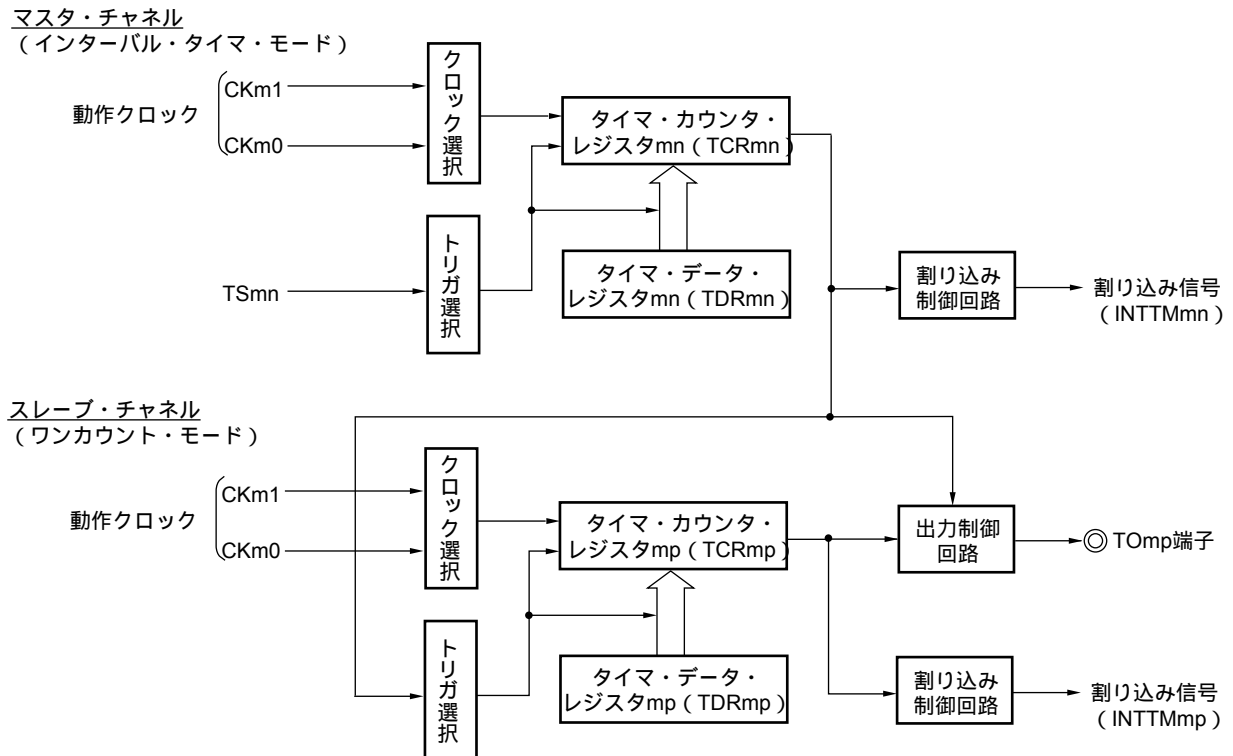 マスタ・チャネル
（インターバル・タイマ・モード）
動作クロック
CKm1
CKm0
クロック選択
タイマ・カウンタ・
レジスタmn（TCRmn）
TSmn
トリガ選択
タイマ・データ・
レジスタmn（TDRmn）
割り込み
制御回路
割り込み信号
（INTTMmn）
スレーブ・チャネル
（ワンカウント・モード）
動作クロック
CKm1
CKm0
クロック選択
タイマ・カウンタ・
レジスタmp（TCRmp）
出力制御
回路
TOmp端子
トリガ選択
タイマ・データ・
レジスタmp（TDRmp）
割り込み
制御回路
割り込み信号
（INTTMmp）